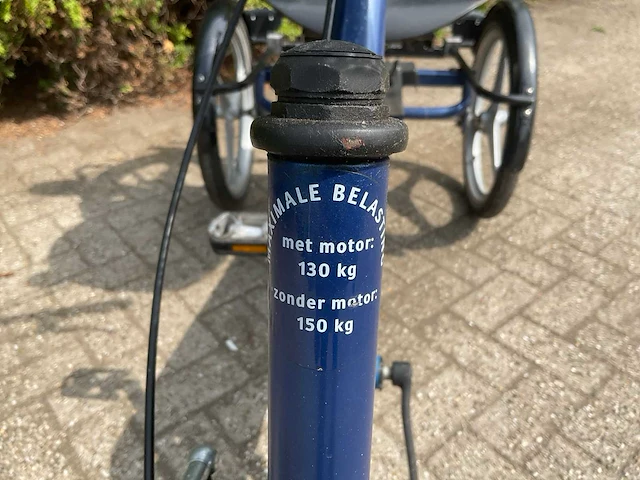 MAXIMALE BELASTING
met motor:
130 kg
zonder motor:
150 kg